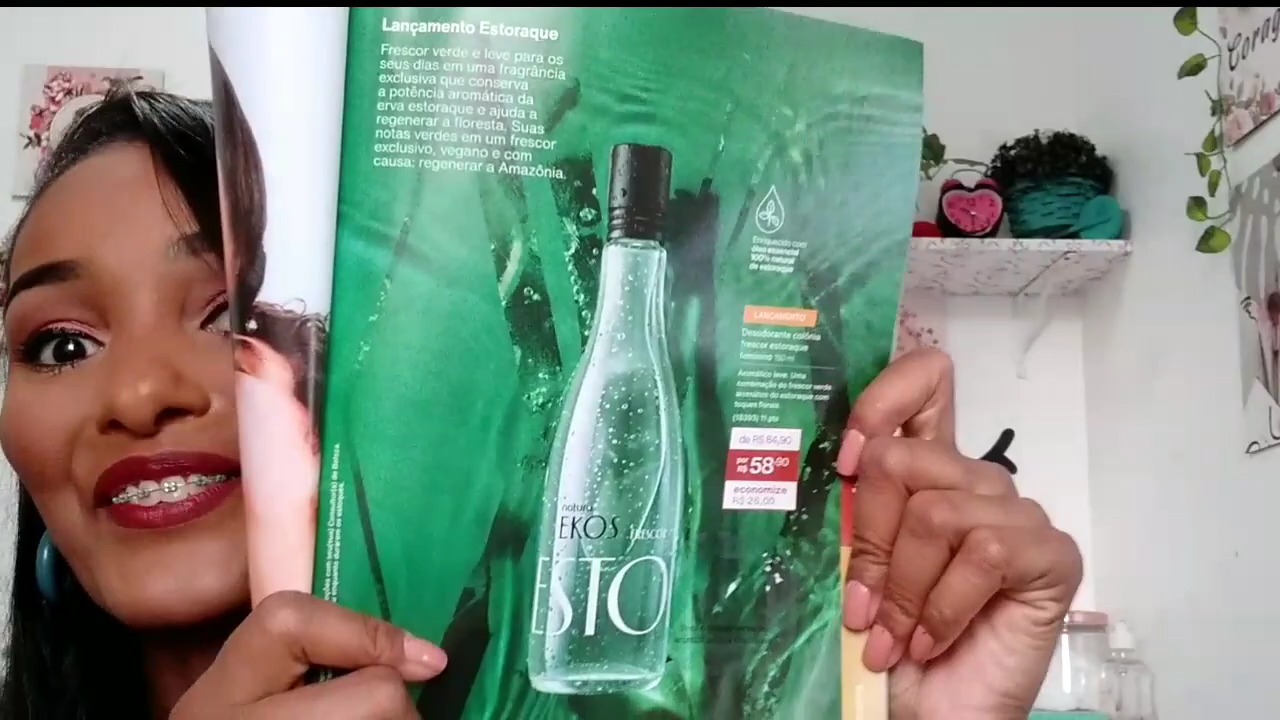 Lançamento Estoraque
Frescor verde e leve para os
seus dias em uma fragrância
exclusiva que conserva
a potência aromática da
erva estoraque e ajuda a
regenerar a floresta. Suas
notas verdes em um frescor
exclusivo, vegano e com
causa: regenerar a Amazônia.
Enriquecido com
óleo essencial
100% natural
de estoraque
LANÇAMENTO
Desodorante colônia
frescor estoraque
feminino 150 ml
Aromático leve. Uma
combinação do frescor verde
aromático do estoraque com
toques florais.
11 pts
de R$ 84,90
por
R$ 58,90
economize
R$ 26,00
natura
EKOS FRESCOR
ESTO
Corag